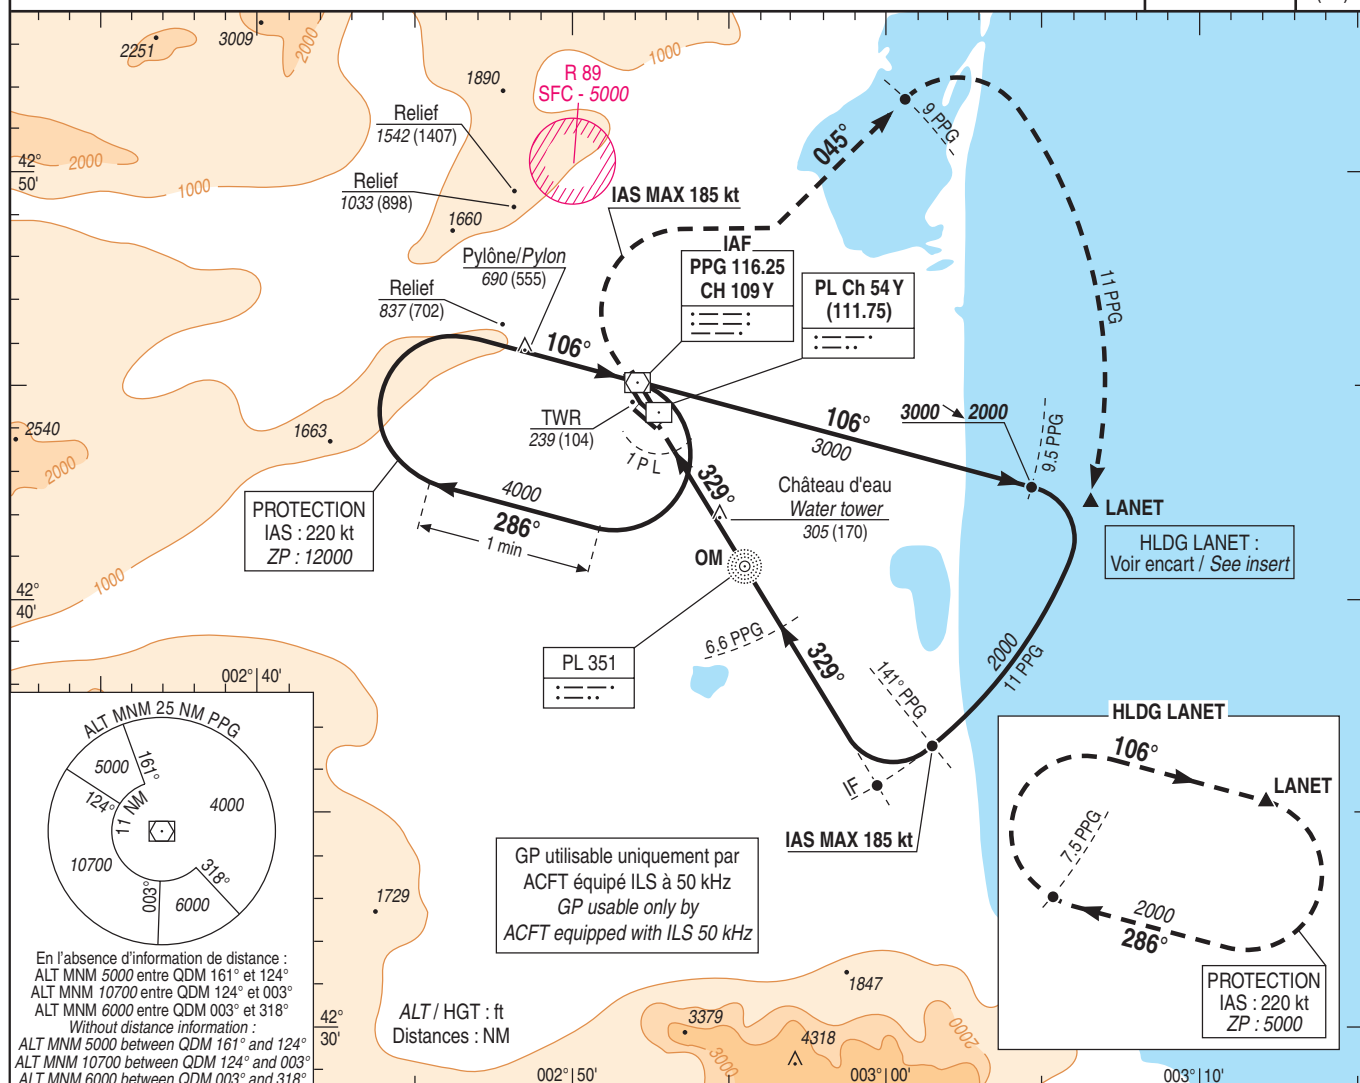 2251
3009
2000
1000
1890
R 89
SFC - 5000
Relief
1542 (1407)
42°
50'
2000
1000
Relief
1033 (898)
1660
045°
9 PPG
IAS MAX 185 kt
IAF
PPG 116.25
CH 109 Y
PL Ch 54 Y
(111.75)
Pylône/Pylon
690 (555)
Relief
837 (702)
11 PPG
106°
106°
3000
3000 2000
9.5 PPG
TWR
239 (104)
1 P L
2540
2000
1663
329°
Château d'eau
Water tower
305 (170)
LANET
HLDG LANET :
Voir encart / See insert
PROTECTION
IAS : 220 kt
ZP : 12000
4000
286°
1 min
OM
1000
42°
40'
6.6 PPG
329°
PL 351
141° PPG
2000
11 PPG
IF
IAS MAX 185 kt
002° 40'
ALT MNM 25 NM PPG
5000
161°
124°
11 NM
4000
10700
003°
318°
6000
En l'absence d'information de distance :
ALT MNM 5000 entre QDM 161° et 124°
ALT MNM 10700 entre QDM 124° et 003°
ALT MNM 6000 entre QDM 003° et 318°
Without distance information :
ALT MNM 5000 between QDM 161° and 124°
ALT MNM 10700 between QDM 124° and 003°
ALT MNM 6000 between QDM 003° and 318°
1729
GP utilisable uniquement par
ACFT équipé ILS à 50 kHz
GP usable only by
ACFT equipped with ILS 50 kHz
HLDG LANET
106°
LANET
7.5 PPG
2000
286°
PROTECTION
IAS : 220 kt
ZP : 5000
ALT / HGT : ft
Distances : NM
42°
30'
1847
3379
4318
3000
2000
002° 50'
003° 00'
003° 10'